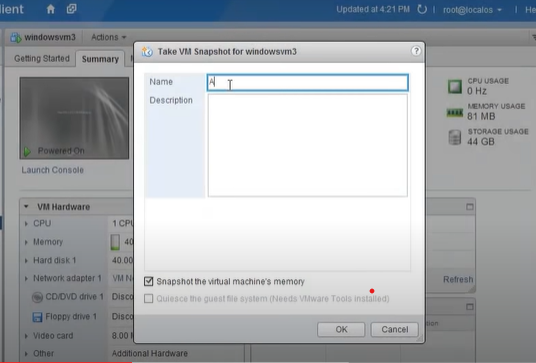 lient
Updated at 4:21 PM
root@localos
He
windowsvm3
Actions
Getting Started
Summary
Take VM Snapshot for windowsvm3
?
Name
A
Description
Powered On
Launch Console
CPU USAGE
0 Hz
MEMORY USAGE
81 MB
STORAGE USAGE
44 GB
VM Hardware
CPU
1 CPU
Memory
40
Hard disk 1
40.00
Network adapter 1
VM N
CD/DVD drive 1
Disco
Floppy drive 1
Disco
Video card
8.00
Other
Additional Hardware
Refresh
Snapshot the virtual machine's memory
Quiesce the guest file system (Needs VMware Tools installed)
OK
Cancel